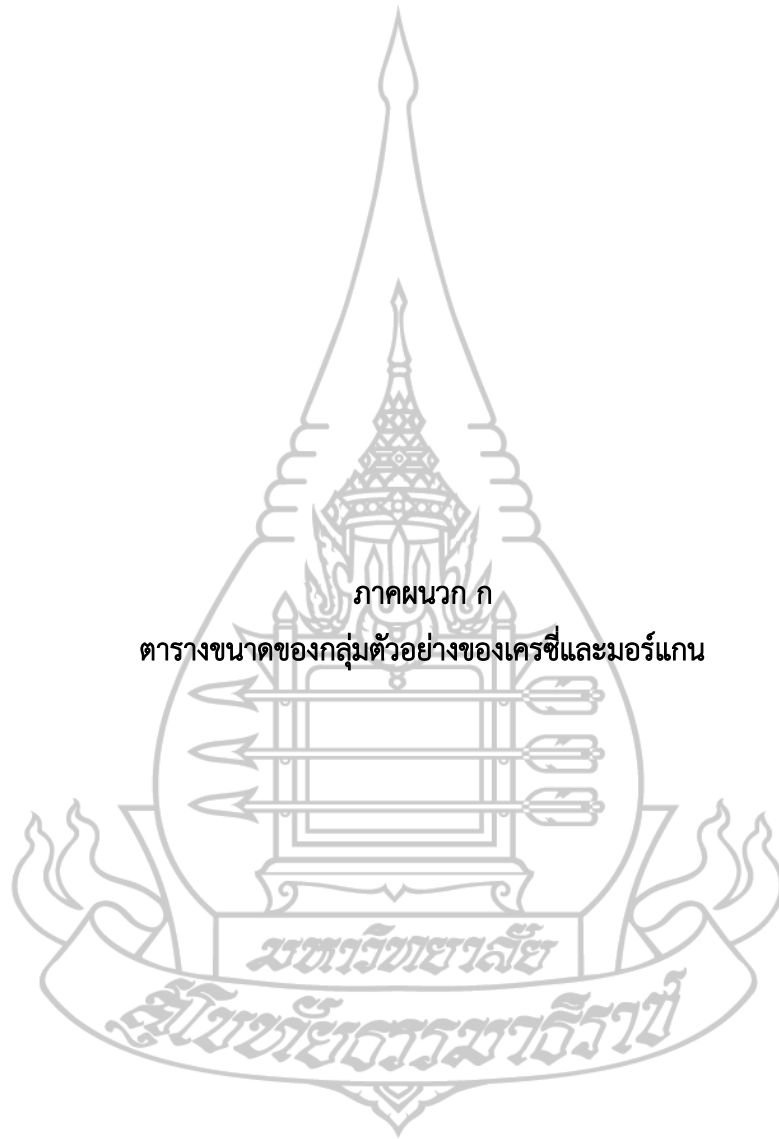 ภาคผนวก ก
ตารางขนาดของกลุ่มตัวอย่างของเครซี่และมอร์แกน
มหาวิทยาลัย
สุโขทัยธรรมาธิราช